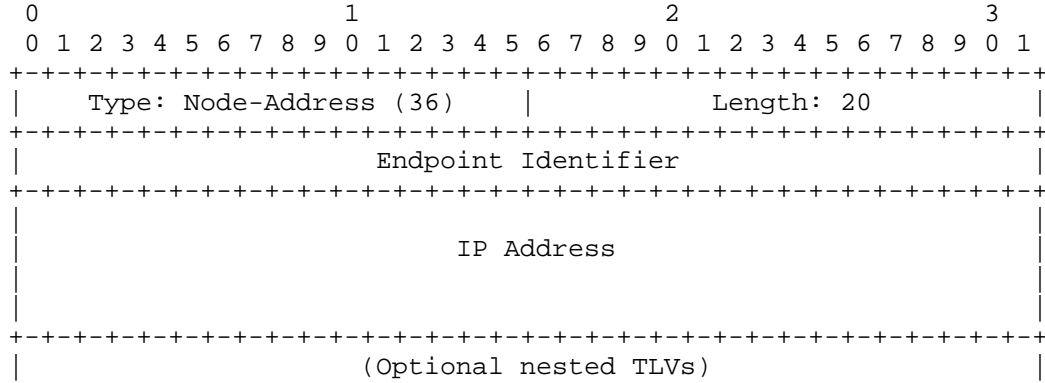 0                   1                   2                   3
0 1 2 3 4 5 6 7 8 9 0 1 2 3 4 5 6 7 8 9 0 1 2 3 4 5 6 7 8 9 0 1
+-+-+-+-+-+-+-+-+-+-+-+-+-+-+-+-+-+-+-+-+-+-+-+-+-+-+-+-+-+-+-+-+
|    Type: Node-Address (36)    |           Length: 20          |
+-+-+-+-+-+-+-+-+-+-+-+-+-+-+-+-+-+-+-+-+-+-+-+-+-+-+-+-+-+-+-+-+
|                      Endpoint Identifier                      |
+-+-+-+-+-+-+-+-+-+-+-+-+-+-+-+-+-+-+-+-+-+-+-+-+-+-+-+-+-+-+-+-+
|                                                               |
|                           IP Address                          |
|                                                               |
|                                                               |
+-+-+-+-+-+-+-+-+-+-+-+-+-+-+-+-+-+-+-+-+-+-+-+-+-+-+-+-+-+-+-+-+
|                     (Optional nested TLVs)                    |